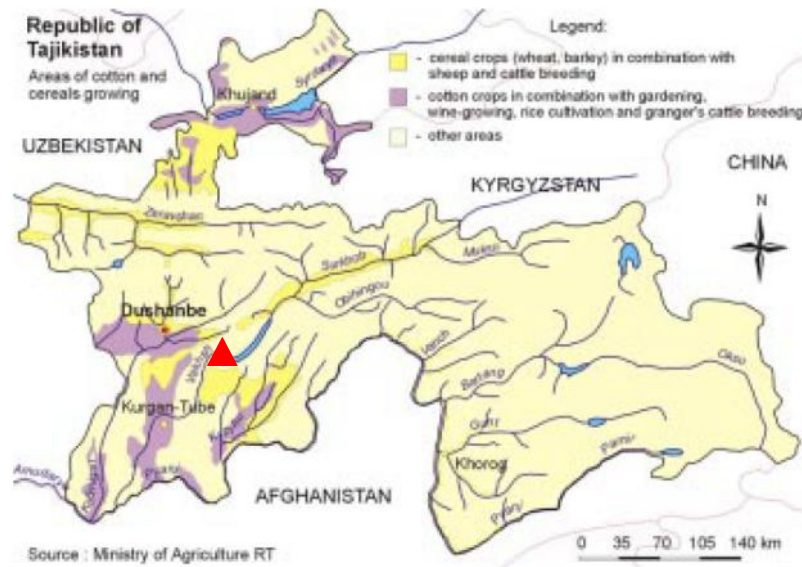 Republic of
Tajikistan
Areas of cotton and
cereals growing
Legend:
- cereal crops (wheat, barley) in combination with
sheep and cattle breeding
- cotton crops in combination with gardening,
wine-growing, rice cultivation and granger's cattle breeding
- other areas
Khujand
Syrdarya
UZBEKISTAN
CHINA
KYRGYZSTAN
N
Zeravshan
Muksu
Surkhob
Obihingou
Dushanbe
Vanch
Vakhsh
Oksu
Bartang
Kurgan-Tube
Gunt
Pamir
Khorog
Pyanj
Pyanj
AFGHANISTAN
Source : Ministry of Agriculture RT
0 35 70 105 140 km